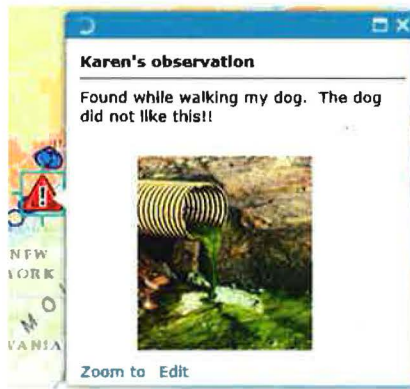 Karen's observation
Found while walking my dog. The dog
did not like this!!
NEW
YORK
M O
VANIA
Zoom to Edit